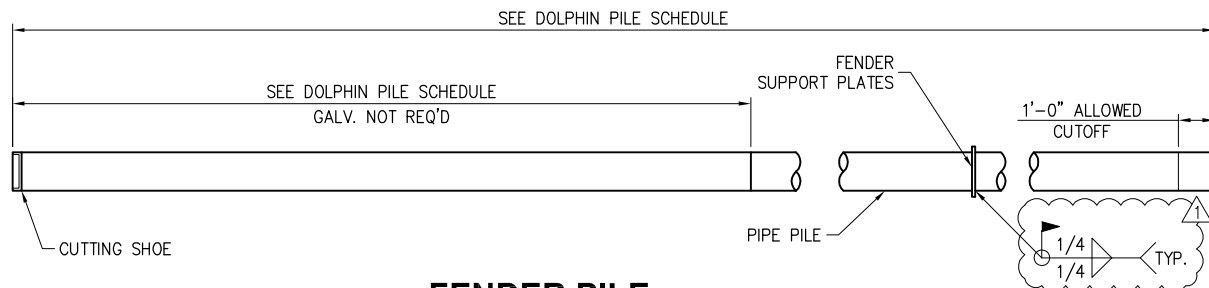 SEE DOLPHIN PILE SCHEDULE
FENDER
SUPPORT PLATES
SEE DOLPHIN PILE SCHEDULE
GALV. NOT REQ'D
1'-0" ALLOWED
CUTOFF
1
CUTTING SHOE
PIPE PILE
1/4
1/4
TYP.
FENDER PILE